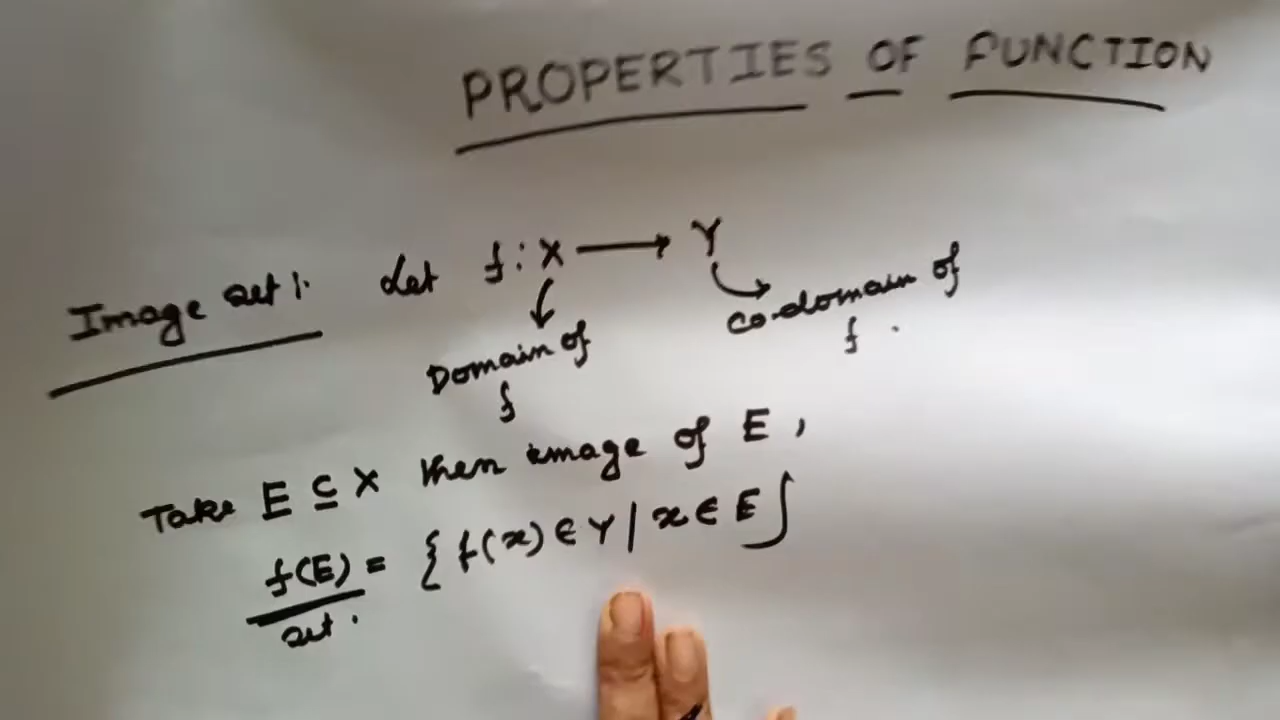 PROPERTIES OF FUNCTION
Image set :- Let f : X ⟶ Y
Domain of f
Co-domain of f .
Take E ⊆ X then image of E ,
f(E) = { f(x) ∈ Y | x ∈ E }
set .